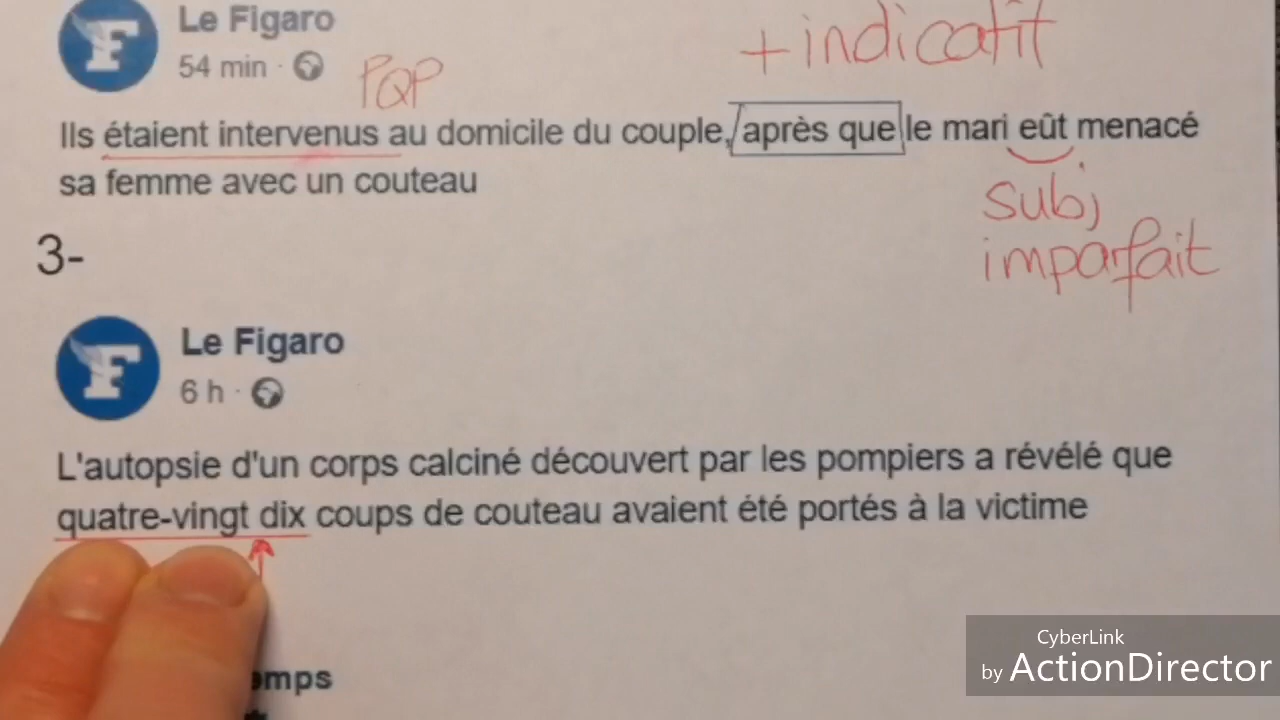 Le Figaro
54 min ·
PQP
+ indicatif
Ils étaient intervenus au domicile du couple, après que le mari eût menacé
sa femme avec un couteau
subj
imparfait
3-
Le Figaro
6 h ·
L'autopsie d'un corps calciné découvert par les pompiers a révélé que
quatre-vingt dix coups de couteau avaient été portés à la victime
CyberLink
by ActionDirector